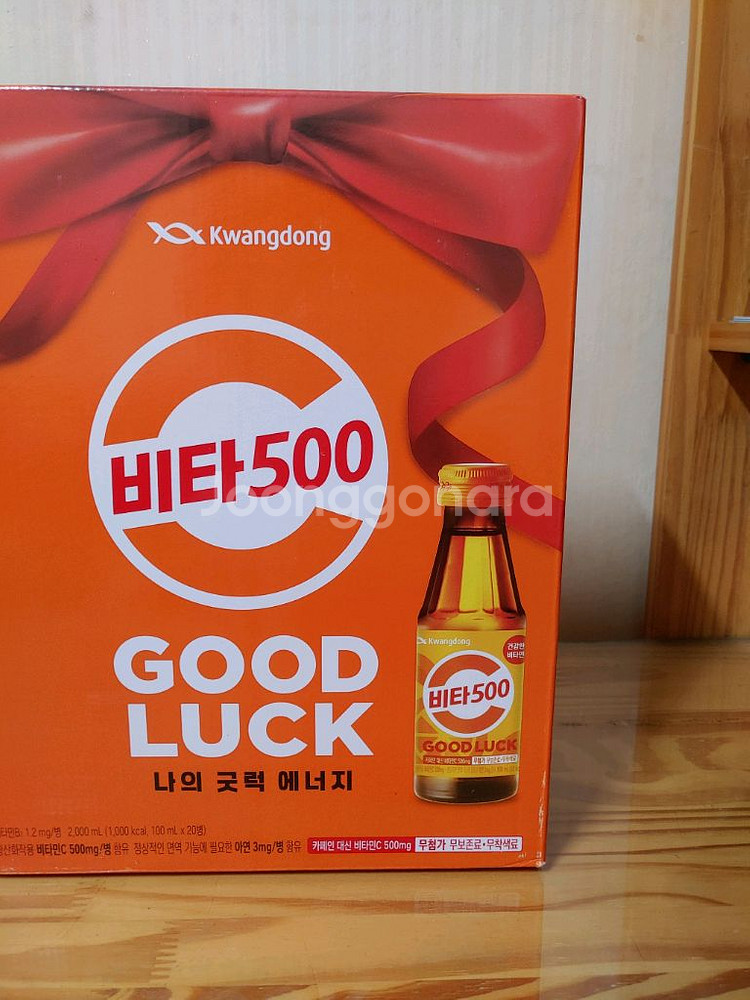 Kwangdong
비타500
Joonggonara
Kwangdong
건강한
비타민
비타500
GOOD LUCK
GOOD
LUCK
나의 굿럭 에너지
1.2 mg/병 2,000 mL (1,000 kcal, 100 mL x 20병)
비타민C 500mg/병 함유 정상적인 면역 기능에 필요한 아연 3mg/병 함유
카페인 대신 비타민C 500mg 무첨가 무보존료·무착색료